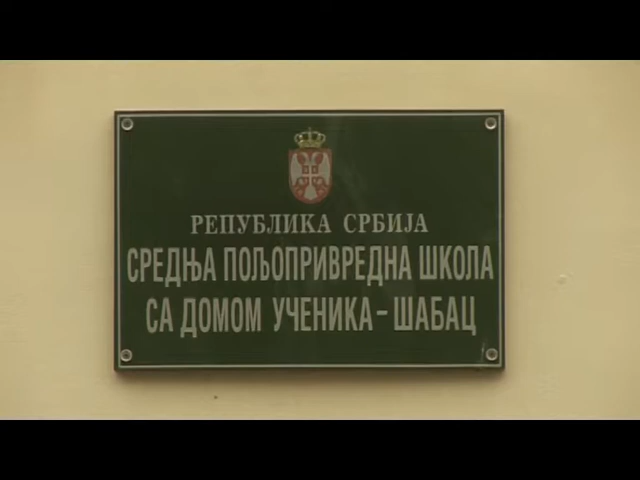 РЕПУБЛИКА СРБИЈА
СРЕДЊА ПОЉОПРИВРЕДНА ШКОЛА
СА ДОМОМ УЧЕНИКА - ШАБАЦ